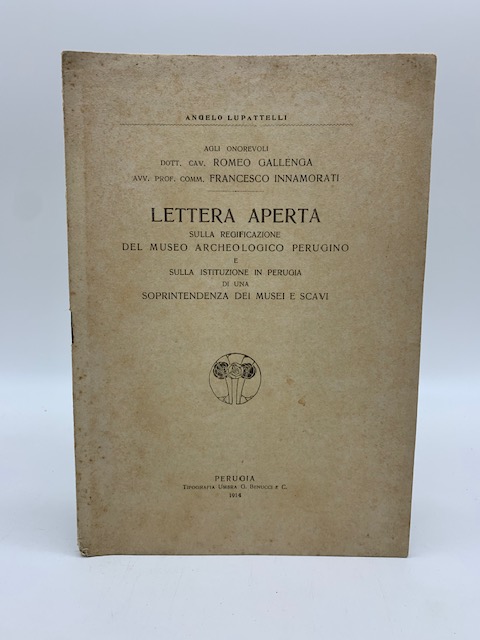 ANGELO LUPATTELLI
AGLI ONOREVOLI
DOTT. CAV. ROMEO GALLENGA
AVV. PROF. COMM. FRANCESCO INNAMORATI
LETTERA APERTA
SULLA REGIFICAZIONE
DEL MUSEO ARCHEOLOGICO PERUGINO
E
SULLA ISTITUZIONE IN PERUGIA
DI UNA
SOPRINTENDENZA DEI MUSEI E SCAVI
PERUGIA
TIPOGRAFIA UMBRA G. BENUCCI E C.
1914